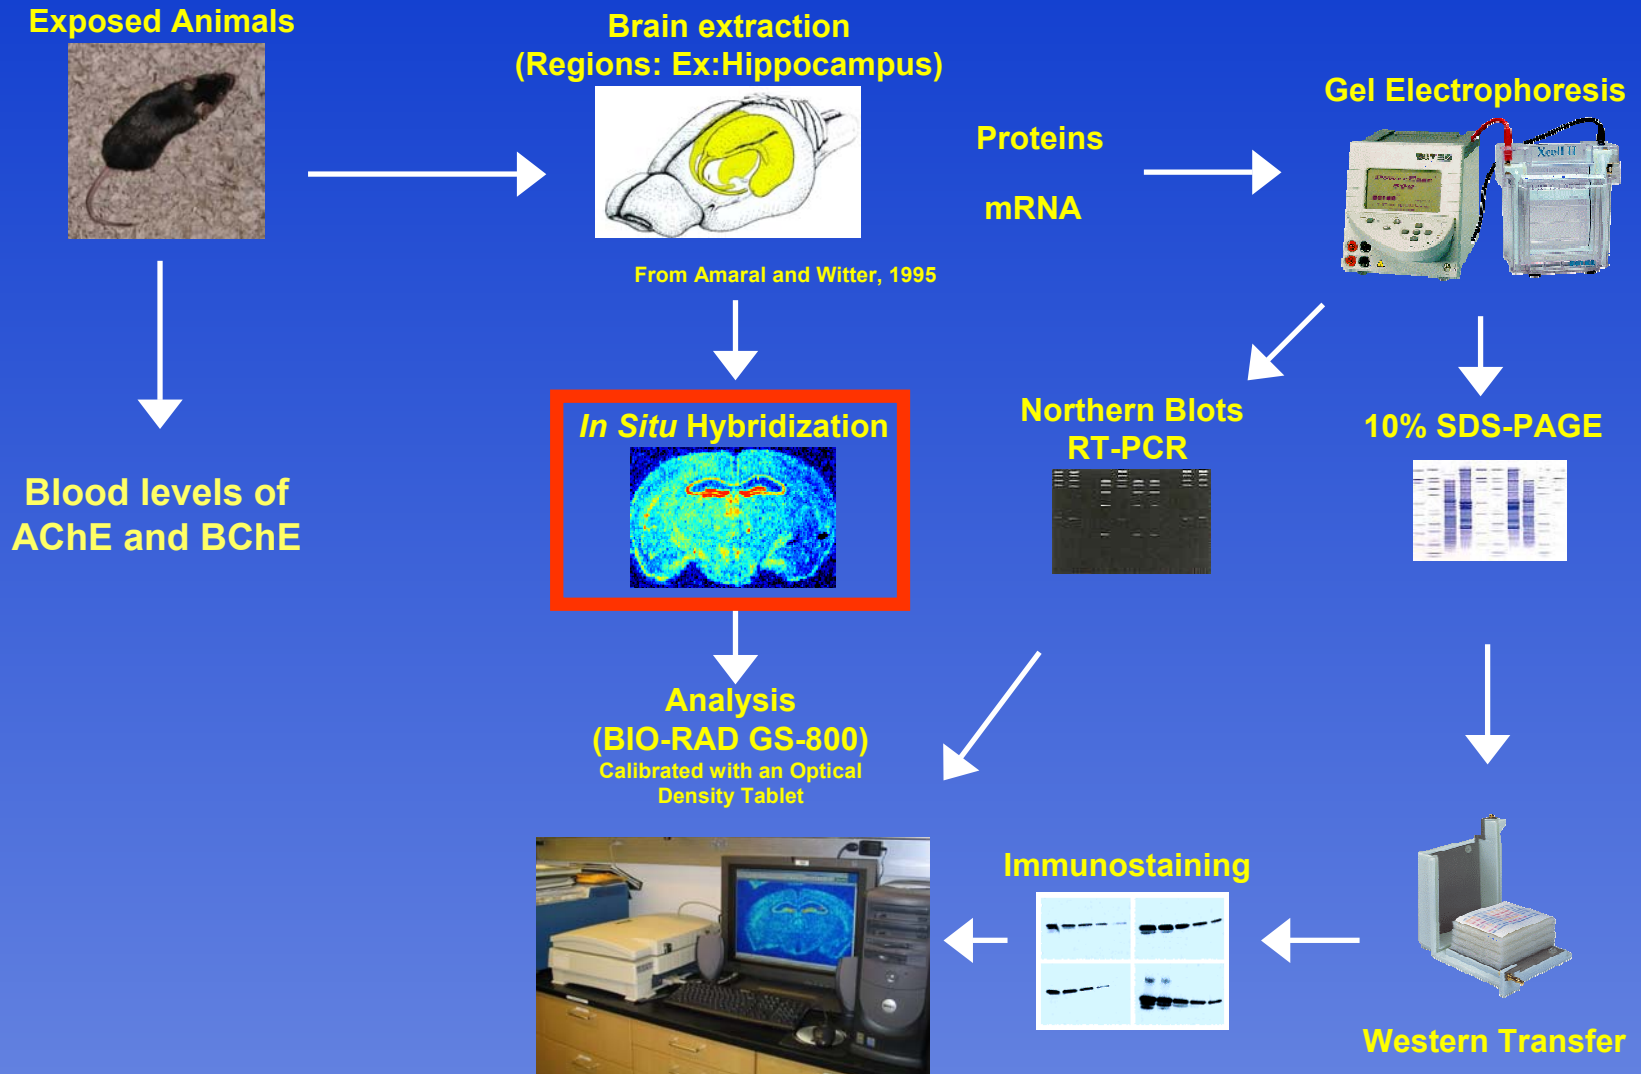 Exposed Animals
Brain extraction
(Regions: Ex:Hippocampus)
From Amaral and Witter, 1995
Proteins
mRNA
Gel Electrophoresis
Xcell II
Blood levels of
AChE and BChE
In Situ Hybridization
Northern Blots
RT-PCR
10% SDS-PAGE
Analysis
(BIO-RAD GS-800)
Calibrated with an Optical
Density Tablet
Immunostaining
Western Transfer